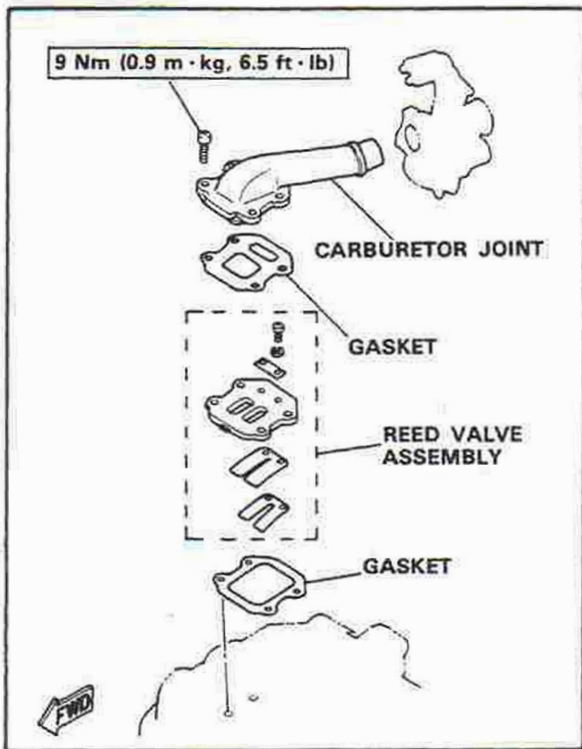 9 Nm (0.9 m · kg, 6.5 ft · lb)
CARBURETOR JOINT
GASKET
REED VALVE
ASSEMBLY
GASKET
FWD